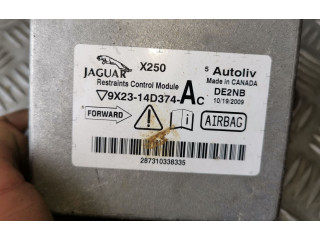 JAGUAR X250 5 Autoliv
Restraints Control Module Made in CANADA
9X23-14D374-AC DE2NB
10/19/2009
FORWARD ! i AIRBAG
287310338335